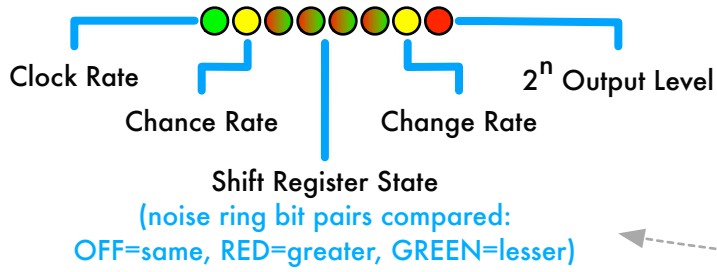 Clock Rate
2ⁿ Output Level
Chance Rate
Change Rate
Shift Register State
(noise ring bit pairs compared:
OFF=same, RED=greater, GREEN=lesser)